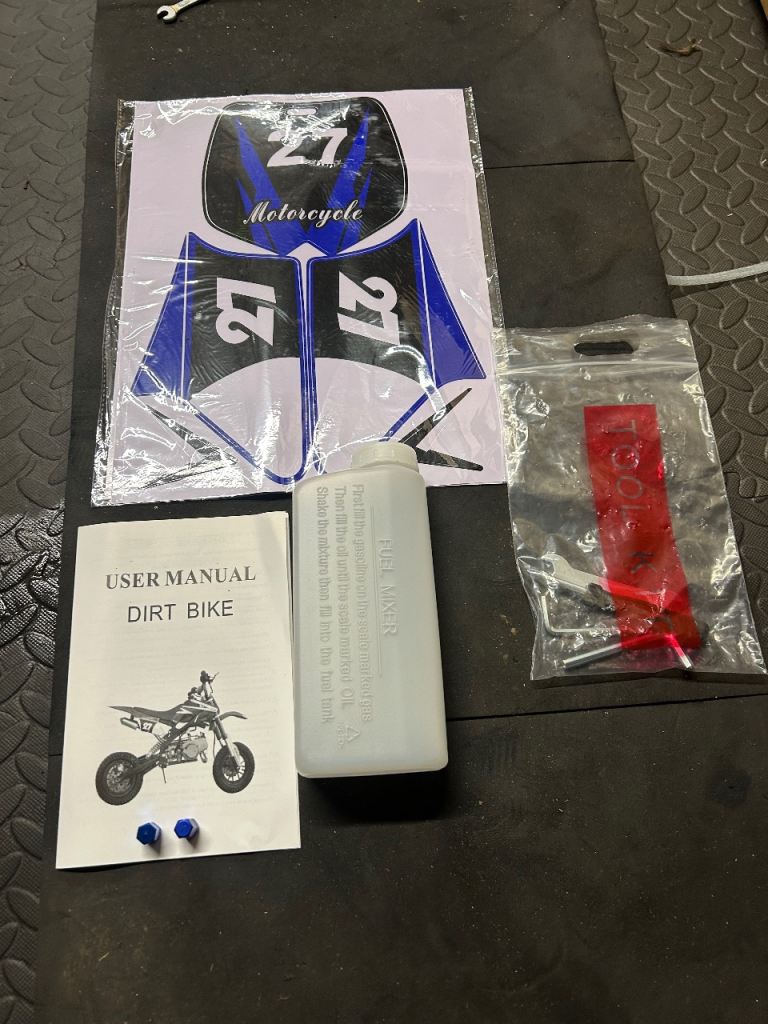 27
Motorcycle
27
27
TOOL K
FUEL MIXER
First fill the gasoline on the scale marked gas
Then fill the oil until the scale marked OIL
Shake the mixture then fill into the fuel tank
USER MANUAL
DIRT BIKE
27